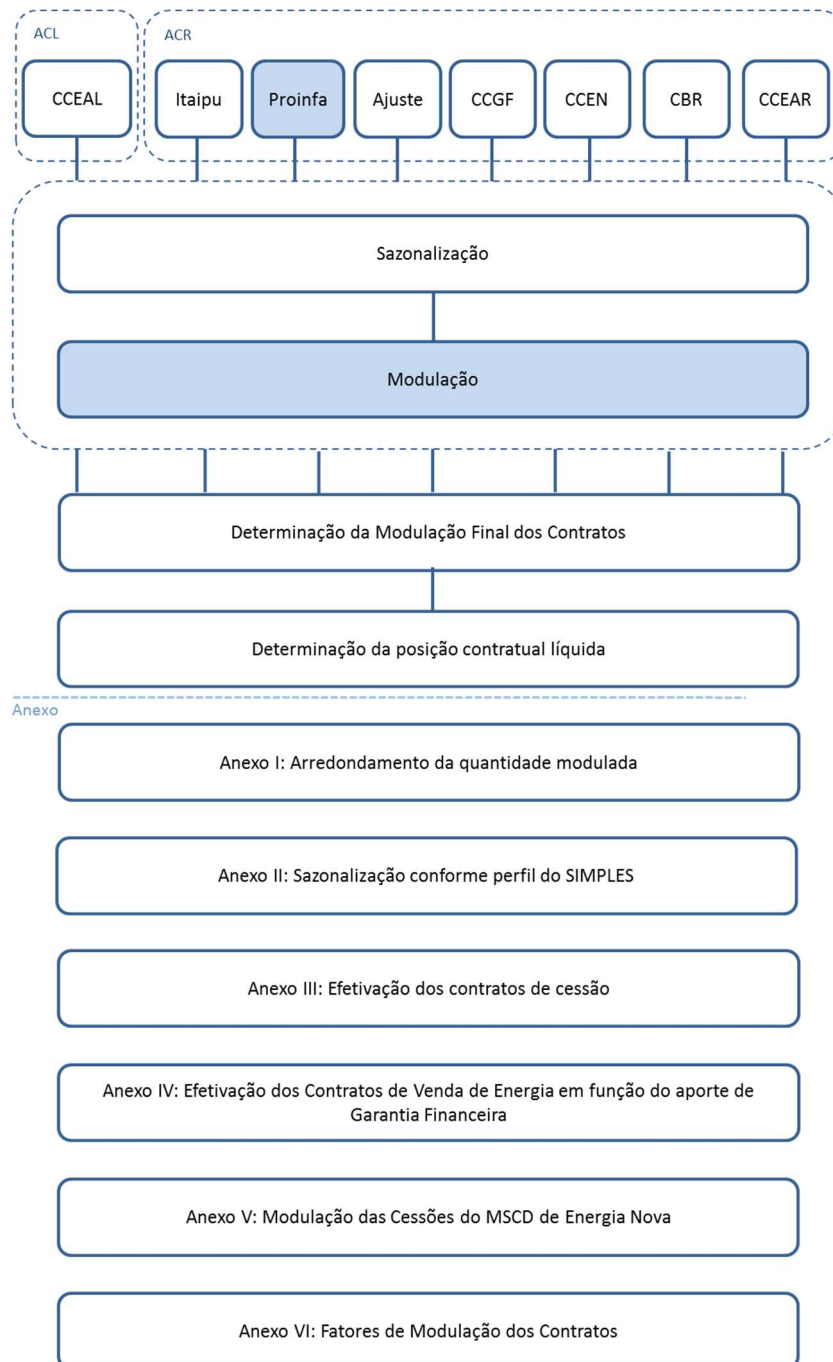 ACL
ACR
CCEAL
Itaipu
Proinfa
Ajuste
CCGF
CCEN
CBR
CCEAR
Sazonalização
Modulação
Determinação da Modulação Final dos Contratos
Determinação da posição contratual líquida
Anexo
Anexo I: Arredondamento da quantidade modulada
Anexo II: Sazonalização conforme perfil do SIMPLES
Anexo III: Efetivação dos contratos de cessão
Anexo IV: Efetivação dos Contratos de Venda de Energia em função do aporte de
Garantia Financeira
Anexo V: Modulação das Cessões do MSCD de Energia Nova
Anexo VI: Fatores de Modulação dos Contratos